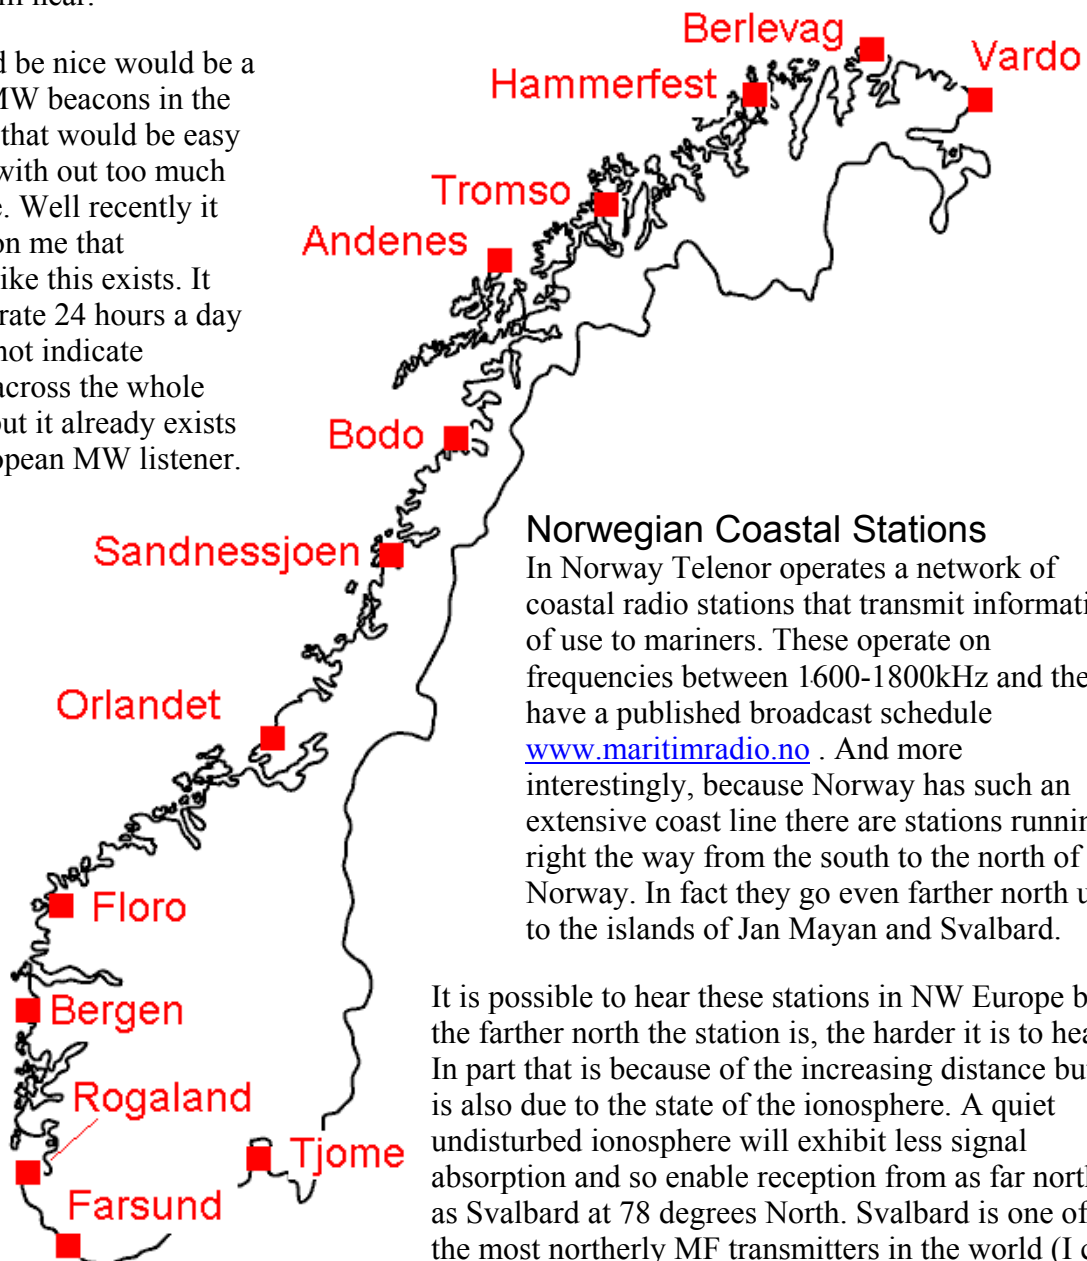 d be nice would be a
MW beacons in the
that would be easy
with out too much
e. Well recently it
on me that
ike this exists. It
rate 24 hours a day
not indicate
across the whole
out it already exists
opean MW listener.
Berlevag
Vardo
Hammerfest
Tromso
Andenes
Bodo
Sandnessjoen
Orlandet
Floro
Bergen
Rogaland
Tjome
Farsund
Norwegian Coastal Stations
In Norway Telenor operates a network of
coastal radio stations that transmit informati
of use to mariners. These operate on
frequencies between 1600-1800kHz and the
have a published broadcast schedule
www.maritimradio.no . And more
interestingly, because Norway has such an
extensive coast line there are stations runnin
right the way from the south to the north of
Norway. In fact they go even farther north u
to the islands of Jan Mayan and Svalbard.
It is possible to hear these stations in NW Europe b
the farther north the station is, the harder it is to hea
In part that is because of the increasing distance bu
is also due to the state of the ionosphere. A quiet
undisturbed ionosphere will exhibit less signal
absorption and so enable reception from as far north
as Svalbard at 78 degrees North. Svalbard is one of
the most northerly MF transmitters in the world (I